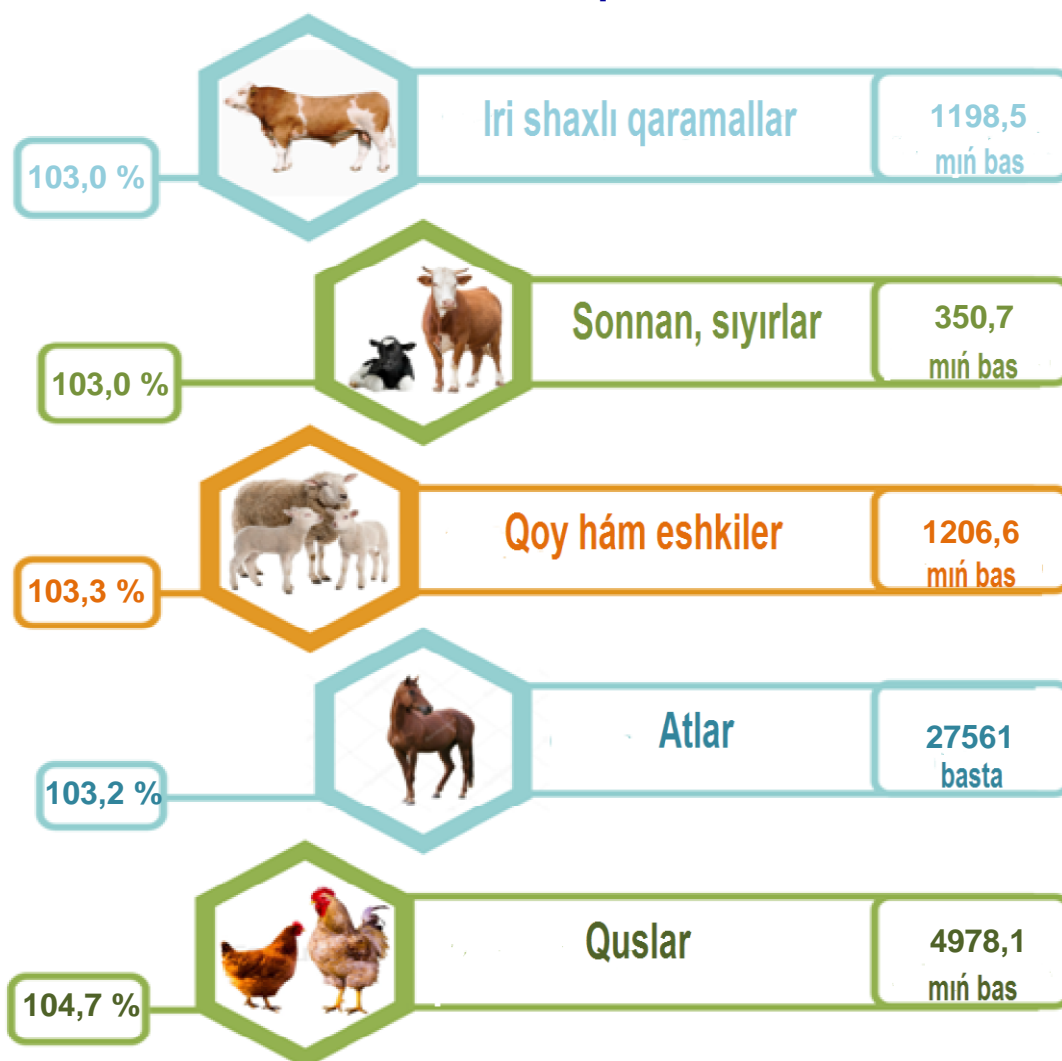 Iri shaxlı qaramallar
1198,5
mıń bas
103,0 %
Sonnan, sıyırlar
350,7
mıń bas
103,0 %
Qoy hám eshkiler
1206,6
mıń bas
103,3 %
Atlar
27561
basta
103,2 %
Quslar
4978,1
mıń bas
104,7 %